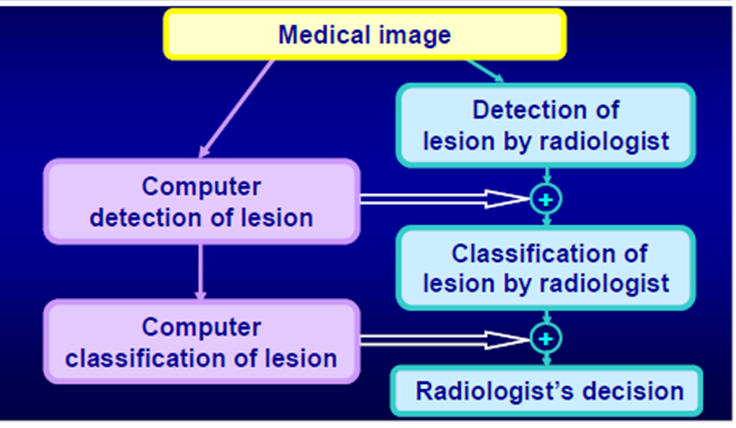 Medical image
Detection of
lesion by radiologist
Computer
detection of lesion
+
Classification of
lesion by radiologist
Computer
classification of lesion
+
Radiologist's decision